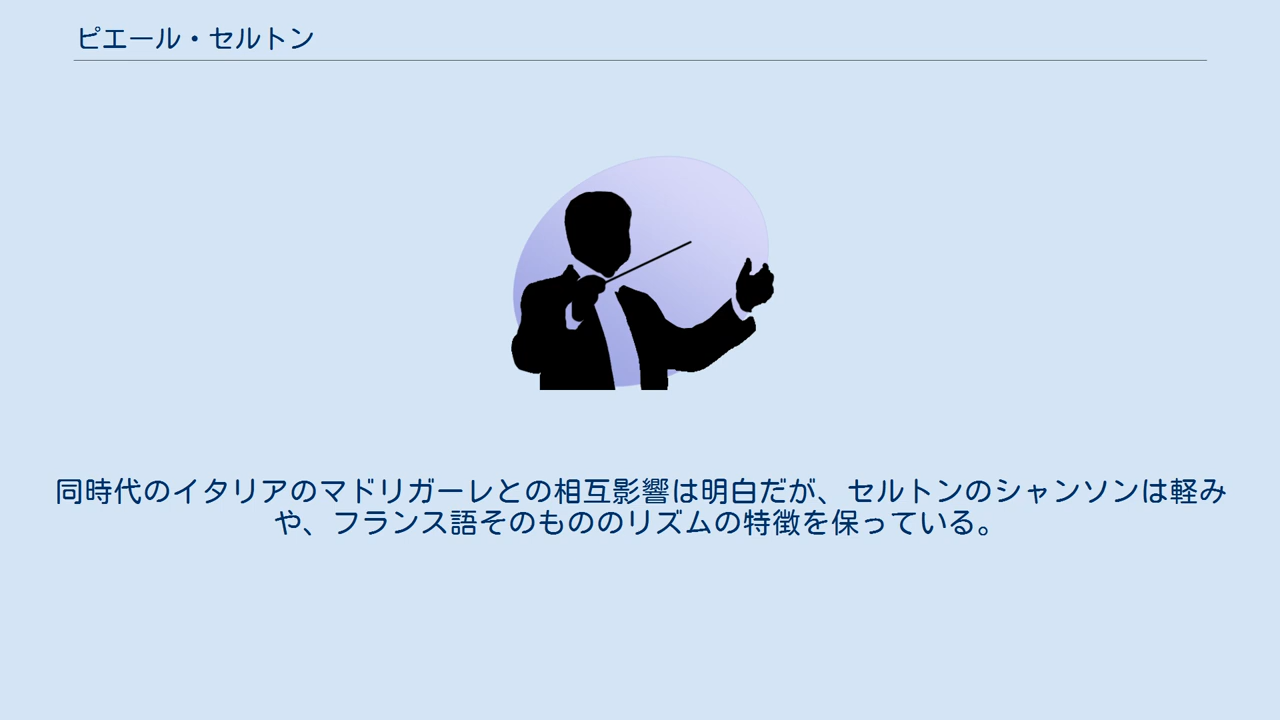 ピエール・セルトン
同時代のイタリアのマドリガーレとの相互影響は明白だが、セルトンのシャンソンは軽み
や、フランス語そのもののリズムの特徴を保っている。